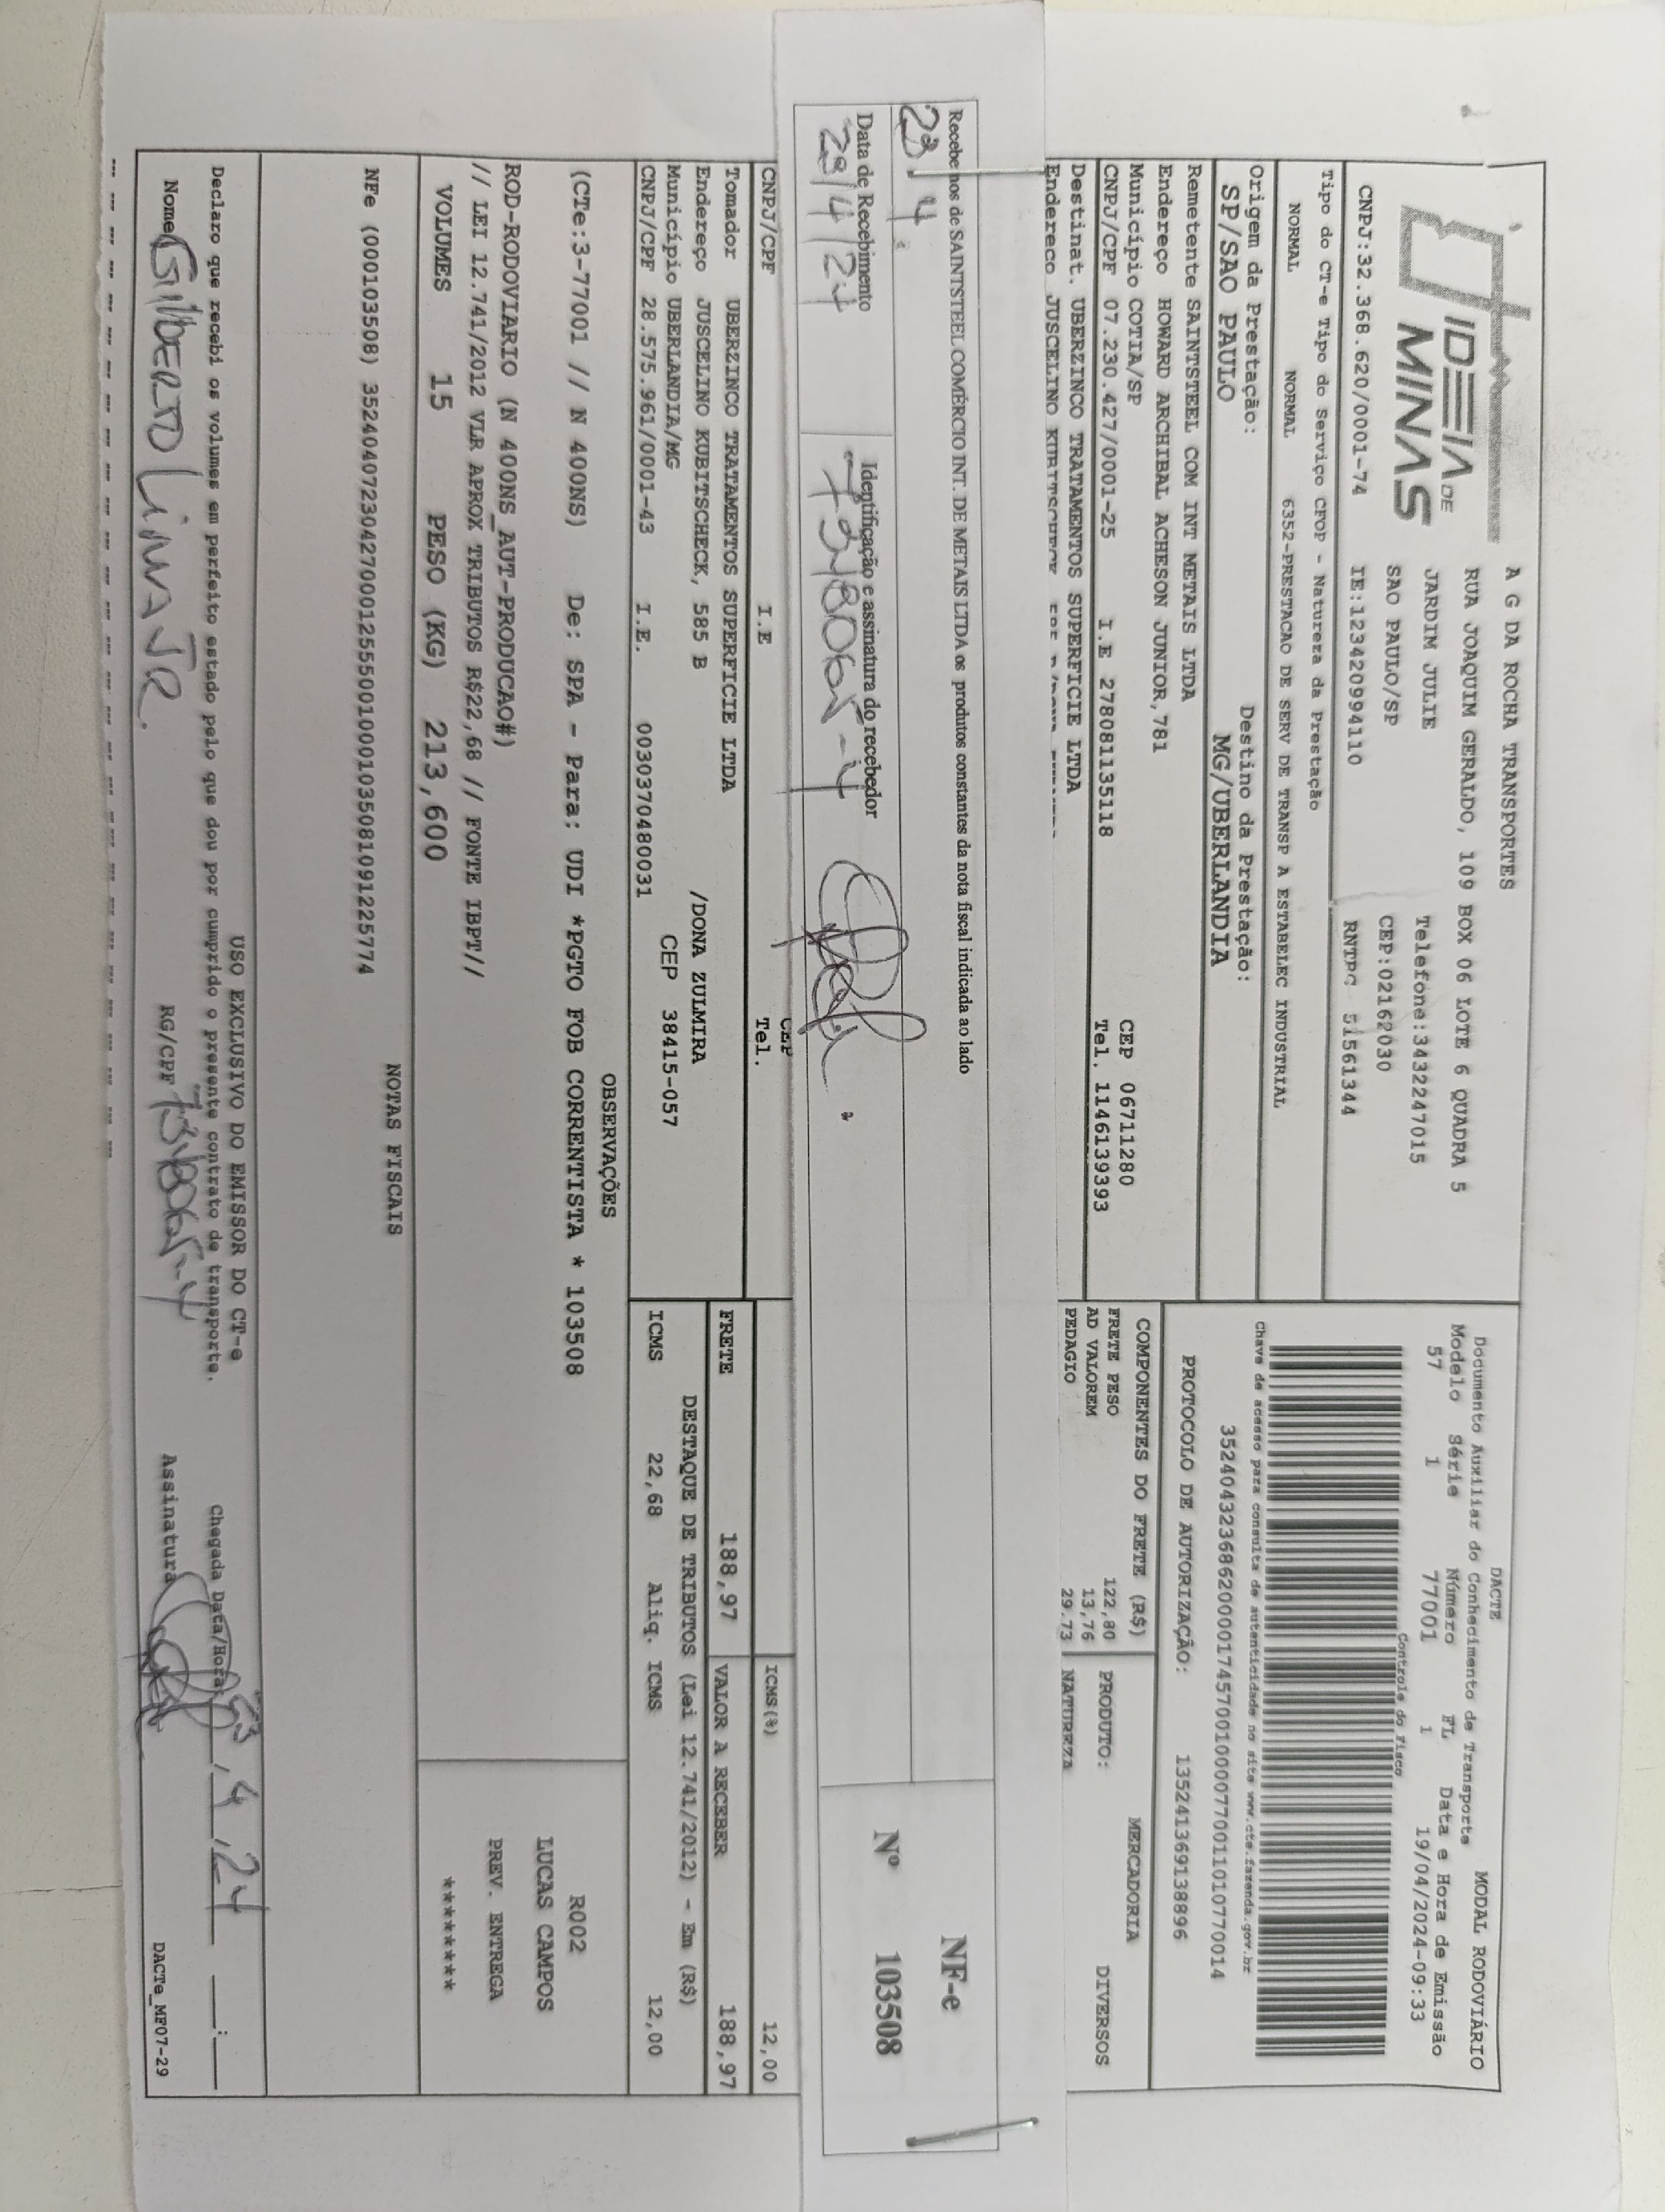 IDEIA DE
MINAS
A G DA ROCHA TRANSPORTES
RUA JOAQUIM GERALDO, 109 BOX 06 LOTE 6 QUADRA 5
JARDIM JULIE Telefone:3432247015
SAO PAULO/SP CEP:02162030
CNPJ:32.368.620/0001-74 IE:123420994110 RNTRC 51561344
Tipo do CT-e Tipo do Serviço CFOP - Natureza da Prestação
NORMAL NORMAL 6352-PRESTACAO DE SERV DE TRANSP A ESTABELEC INDUSTRIAL
Origem da Prestação: Destino da Prestação:
SP/SAO PAULO MG/UBERLANDIA
Remetente SAINTSTEEL COM INT METAIS LTDA
Endereço HOWARD ARCHIBAL ACHESON JUNIOR,781
Município COTIA/SP CEP 06711280
CNPJ/CPF 07.230.427/0001-25 I.E 278081135118 Tel. 1146139393
Destinat. UBERZINCO TRATAMENTOS SUPERFICIE LTDA
Endereço JUSCELINO KUBITSCHECK
DACTE MODAL RODOVIÁRIO
Documento Auxiliar do Conhecimento de Transporte
Modelo Série Número FL Data e Hora de Emissão
57 1 77001 1 19/04/2024-09:33
Controle do Fisco
Chave de acesso para consulta de autenticidade no site www.cte.fazenda.gov.br
35240432368620000174570010000770011010770014
PROTOCOLO DE AUTORIZAÇÃO: 135241369138896
COMPONENTES DO FRETE (R$) MERCADORIA
FRETE PESO 122,80 PRODUTO: DIVERSOS
AD VALOREM 13,76
PEDAGIO 29,73 NATUREZA
Recebemos de SAINTSTEEL COMÉRCIO INT. DE METAIS LTDA os produtos constantes da nota fiscal indicada ao lado
23.4
Data de Recebimento Identificação e assinatura do recebedor
23/4/24
NF-e
Nº 103508
CEP
CNPJ/CPF I.E Tel.
ICMS(%) 12,00
Tomador UBERZINCO TRATAMENTOS SUPERFICIE LTDA
Endereço JUSCELINO KUBITSCHECK, 585 B /DONA ZULMIRA
Município UBERLANDIA/MG CEP 38415-057
CNPJ/CPF 28.575.961/0001-43 I.E. 0030370480031
FRETE 188,97 VALOR A RECEBER 188,97
DESTAQUE DE TRIBUTOS (Lei 12.741/2012) - Em (R$)
ICMS 22,68 Aliq. ICMS 12,00
OBSERVAÇÕES
(CTe:3-77001 // N 400NS) De: SPA - Para: UDI *PGTO FOB CORRENTISTA * 103508
ROD-RODOVIARIO (N 400NS_AUT-PRODUCAO#)
// LEI 12.741/2012 VLR APROX TRIBUTOS R$22,68 // FONTE IBPT//
VOLUMES 15 PESO (KG) 213,600
R002
LUCAS CAMPOS
PREV. ENTREGA
********
NOTAS FISCAIS
NFe (000103508) 35240407230427000125550010001035081091225774
USO EXCLUSIVO DO EMISSOR DO CT-e
Declaro que recebi os volumes em perfeito estado pelo que dou por cumprido o presente contrato de transporte. Chegada Data/Hora 23,4,24 __:__
Nome GilbERTO LiMA JR. RG/CPF Assinatura
DACTe_MF07-29